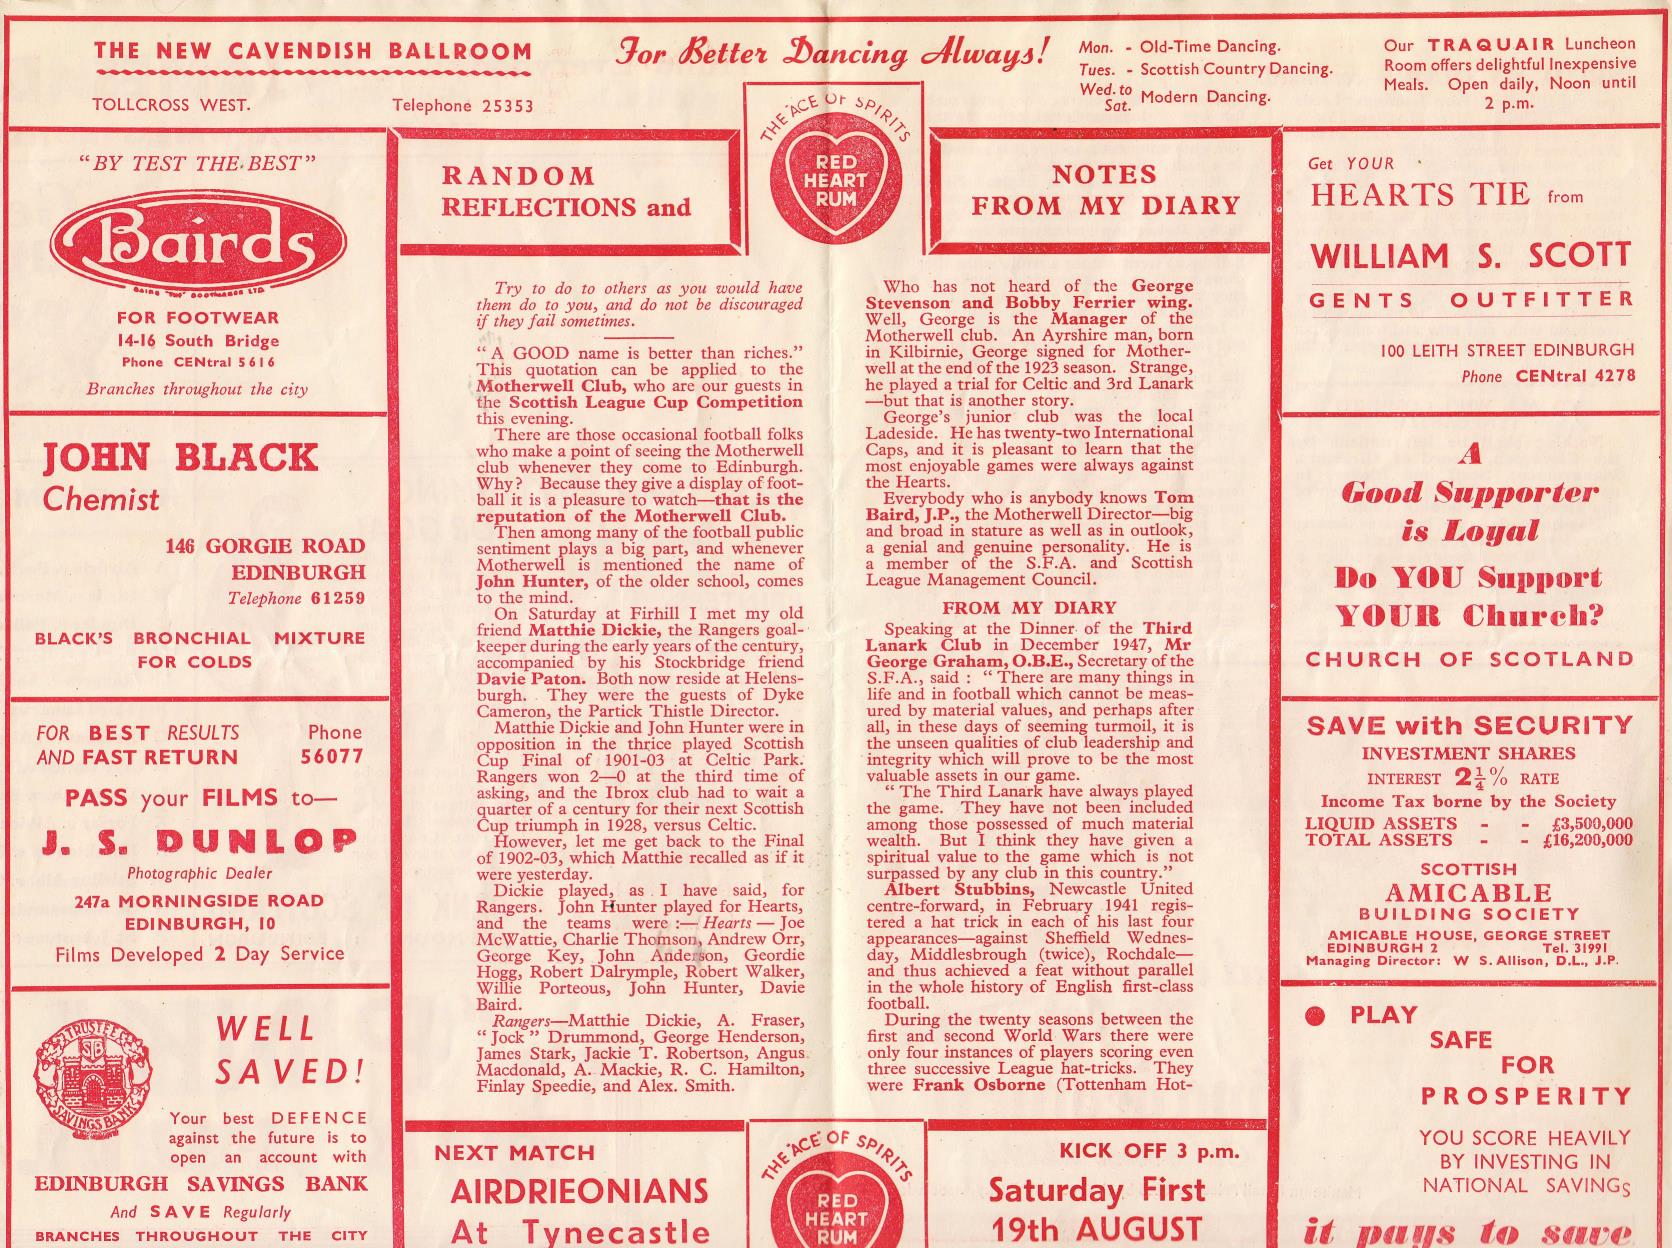 THE NEW CAVENDISH BALLROOM
TOLLCROSS WEST. Telephone 25353
For Better Dancing Always!
Mon. - Old-Time Dancing.
Tues. - Scottish Country Dancing.
Wed. to Sat. Modern Dancing.
Our TRAQUAIR Luncheon
Room offers delightful Inexpensive
Meals. Open daily, Noon until
2 p.m.
"BY TEST THE BEST"
Bairds
FOR FOOTWEAR
14-16 South Bridge
Phone CENtral 5616
Branches throughout the city
JOHN BLACK
Chemist
146 GORGIE ROAD
EDINBURGH
Telephone 61259
BLACK'S BRONCHIAL MIXTURE
FOR COLDS
FOR BEST RESULTS Phone
AND FAST RETURN 56077
PASS your FILMS to—
J. S. DUNLOP
Photographic Dealer
247a MORNINGSIDE ROAD
EDINBURGH, 10
Films Developed 2 Day Service
TRUSTEE
SB
SAVINGS BANK
WELL
SAVED!
Your best DEFENCE
against the future is to
open an account with
EDINBURGH SAVINGS BANK
And SAVE Regularly
BRANCHES THROUGHOUT THE CITY
RANDOM
REFLECTIONS and
THE 'ACE' OF SPIRITS
RED
HEART
RUM
NOTES
FROM MY DIARY
Try to do to others as you would have
them do to you, and do not be discouraged
if they fail sometimes.
"A GOOD name is better than riches."
This quotation can be applied to the
Motherwell Club, who are our guests in
the Scottish League Cup Competition
this evening.
There are those occasional football folks
who make a point of seeing the Motherwell
club whenever they come to Edinburgh.
Why? Because they give a display of foot-
ball it is a pleasure to watch—that is the
reputation of the Motherwell Club.
Then among many of the football public
sentiment plays a big part, and whenever
Motherwell is mentioned the name of
John Hunter, of the older school, comes
to the mind.
On Saturday at Firhill I met my old
friend Matthie Dickie, the Rangers goal-
keeper during the early years of the century,
accompanied by his Stockbridge friend
Davie Paton. Both now reside at Helens-
burgh. They were the guests of Dyke
Cameron, the Partick Thistle Director.
Matthie Dickie and John Hunter were in
opposition in the thrice played Scottish
Cup Final of 1901-03 at Celtic Park.
Rangers won 2—0 at the third time of
asking, and the Ibrox club had to wait a
quarter of a century for their next Scottish
Cup triumph in 1928, versus Celtic.
However, let me get back to the Final
of 1902-03, which Matthie recalled as if it
were yesterday.
Dickie played, as I have said, for
Rangers. John Hunter played for Hearts,
and the teams were :—Hearts — Joe
McWattie, Charlie Thomson, Andrew Orr,
George Key, John Anderson, Geordie
Hogg, Robert Dalrymple, Robert Walker,
Willie Porteous, John Hunter, Davie
Baird.
Rangers—Matthie Dickie, A. Fraser,
"Jock" Drummond, George Henderson,
James Stark, Jackie T. Robertson, Angus
Macdonald, A. Mackie, R. C. Hamilton,
Finlay Speedie, and Alex. Smith.
Who has not heard of the George
Stevenson and Bobby Ferrier wing.
Well, George is the Manager of the
Motherwell club. An Ayrshire man, born
in Kilbirnie, George signed for Mother-
well at the end of the 1923 season. Strange,
he played a trial for Celtic and 3rd Lanark
—but that is another story.
George's junior club was the local
Ladeside. He has twenty-two International
Caps, and it is pleasant to learn that the
most enjoyable games were always against
the Hearts.
Everybody who is anybody knows Tom
Baird, J.P., the Motherwell Director—big
and broad in stature as well as in outlook,
a genial and genuine personality. He is
a member of the S.F.A. and Scottish
League Management Council.
FROM MY DIARY
Speaking at the Dinner of the Third
Lanark Club in December 1947, Mr
George Graham, O.B.E., Secretary of the
S.F.A., said : "There are many things in
life and in football which cannot be meas-
ured by material values, and perhaps after
all, in these days of seeming turmoil, it is
the unseen qualities of club leadership and
integrity which will prove to be the most
valuable assets in our game.
"The Third Lanark have always played
the game. They have not been included
among those possessed of much material
wealth. But I think they have given a
spiritual value to the game which is not
surpassed by any club in this country."
Albert Stubbins, Newcastle United
centre-forward, in February 1941 regis-
tered a hat trick in each of his last four
appearances—against Sheffield Wednes-
day, Middlesbrough (twice), Rochdale—
and thus achieved a feat without parallel
in the whole history of English first-class
football.
During the twenty seasons between the
first and second World Wars there were
only four instances of players scoring even
three successive League hat-tricks. They
were Frank Osborne (Tottenham Hot-
NEXT MATCH
AIRDRIEONIANS
At Tynecastle
THE 'ACE' OF SPIRITS
RED
HEART
RUM
KICK OFF 3 p.m.
Saturday First
19th AUGUST
Get YOUR
HEARTS TIE from
WILLIAM S. SCOTT
GENTS OUTFITTER
100 LEITH STREET EDINBURGH
Phone CENtral 4278
A
Good Supporter
is Loyal
Do YOU Support
YOUR Church?
CHURCH OF SCOTLAND
SAVE with SECURITY
INVESTMENT SHARES
INTEREST 2¼% RATE
Income Tax borne by the Society
LIQUID ASSETS - - £3,500,000
TOTAL ASSETS - - £16,200,000
SCOTTISH
AMICABLE
BUILDING SOCIETY
AMICABLE HOUSE, GEORGE STREET
EDINBURGH 2 Tel. 31991
Managing Director: W S. Allison, D.L., J.P.
PLAY
SAFE
FOR
PROSPERITY
YOU SCORE HEAVILY
BY INVESTING IN
NATIONAL SAVINGS
it pays to save